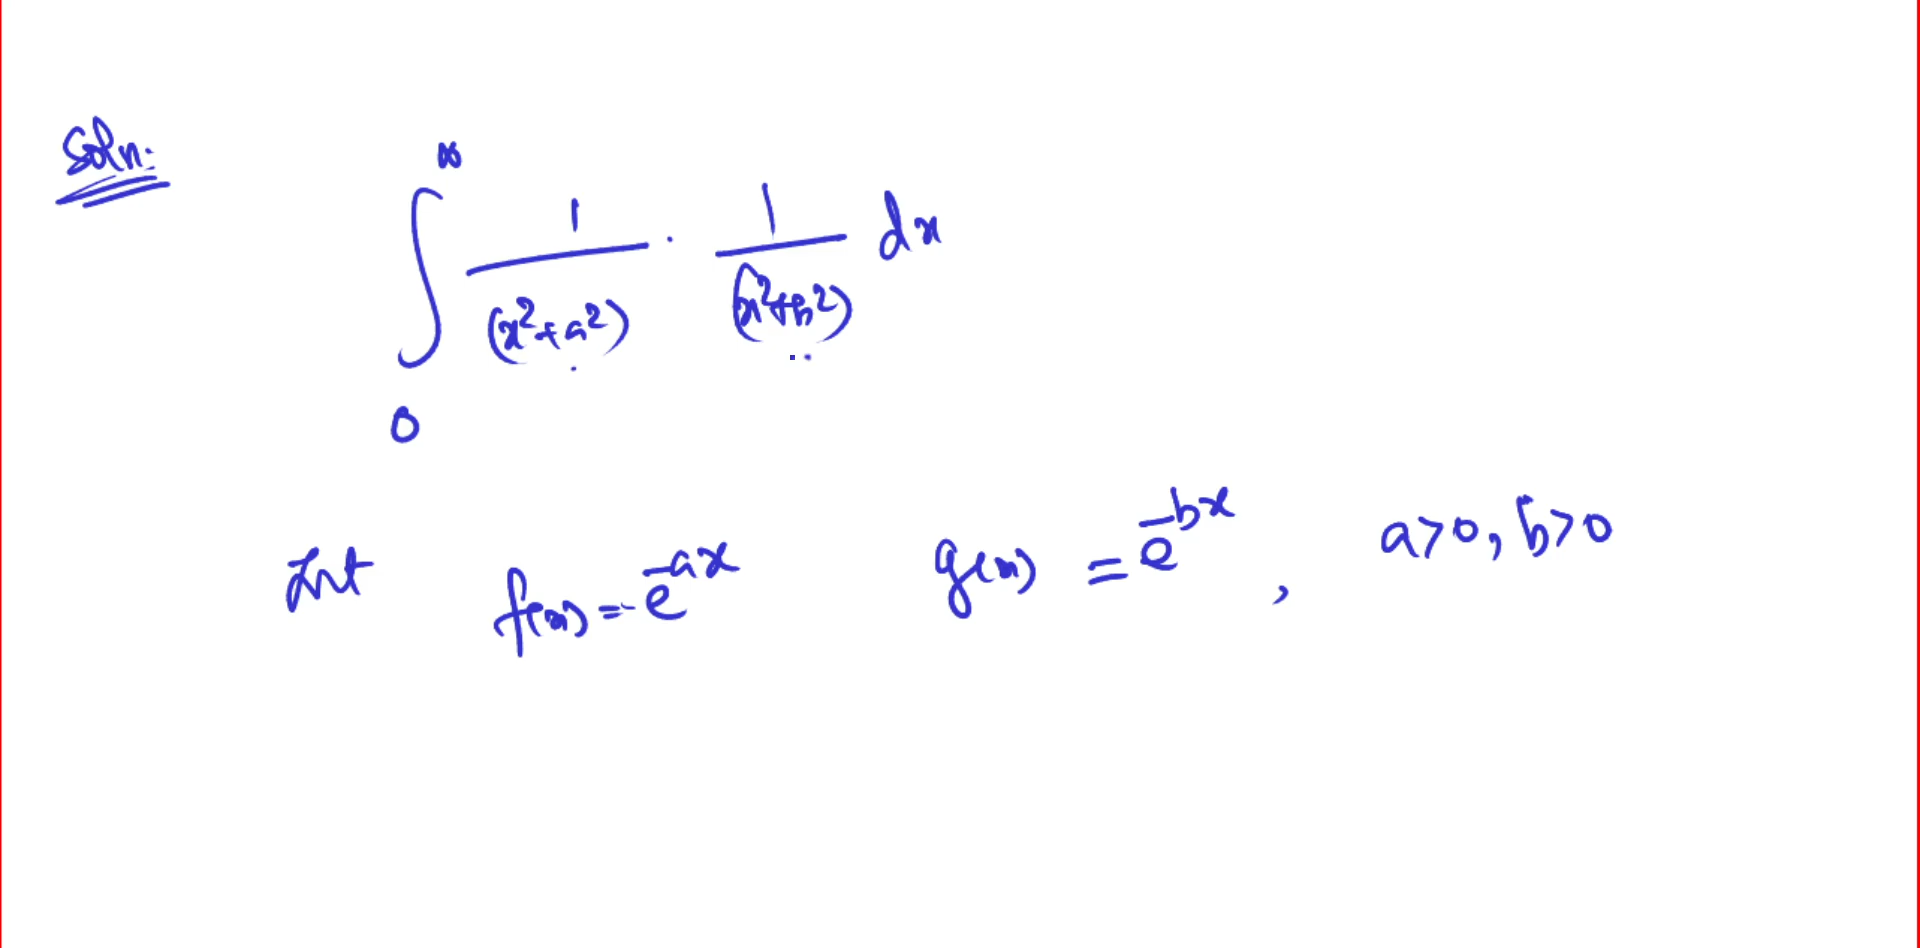 Soln:
∫₀^∞ 1/(x²+a²) · 1/(x²+b²) dx
Let f(x) = e^{-ax} g(x) = e^{-bx}, a>0, b>0